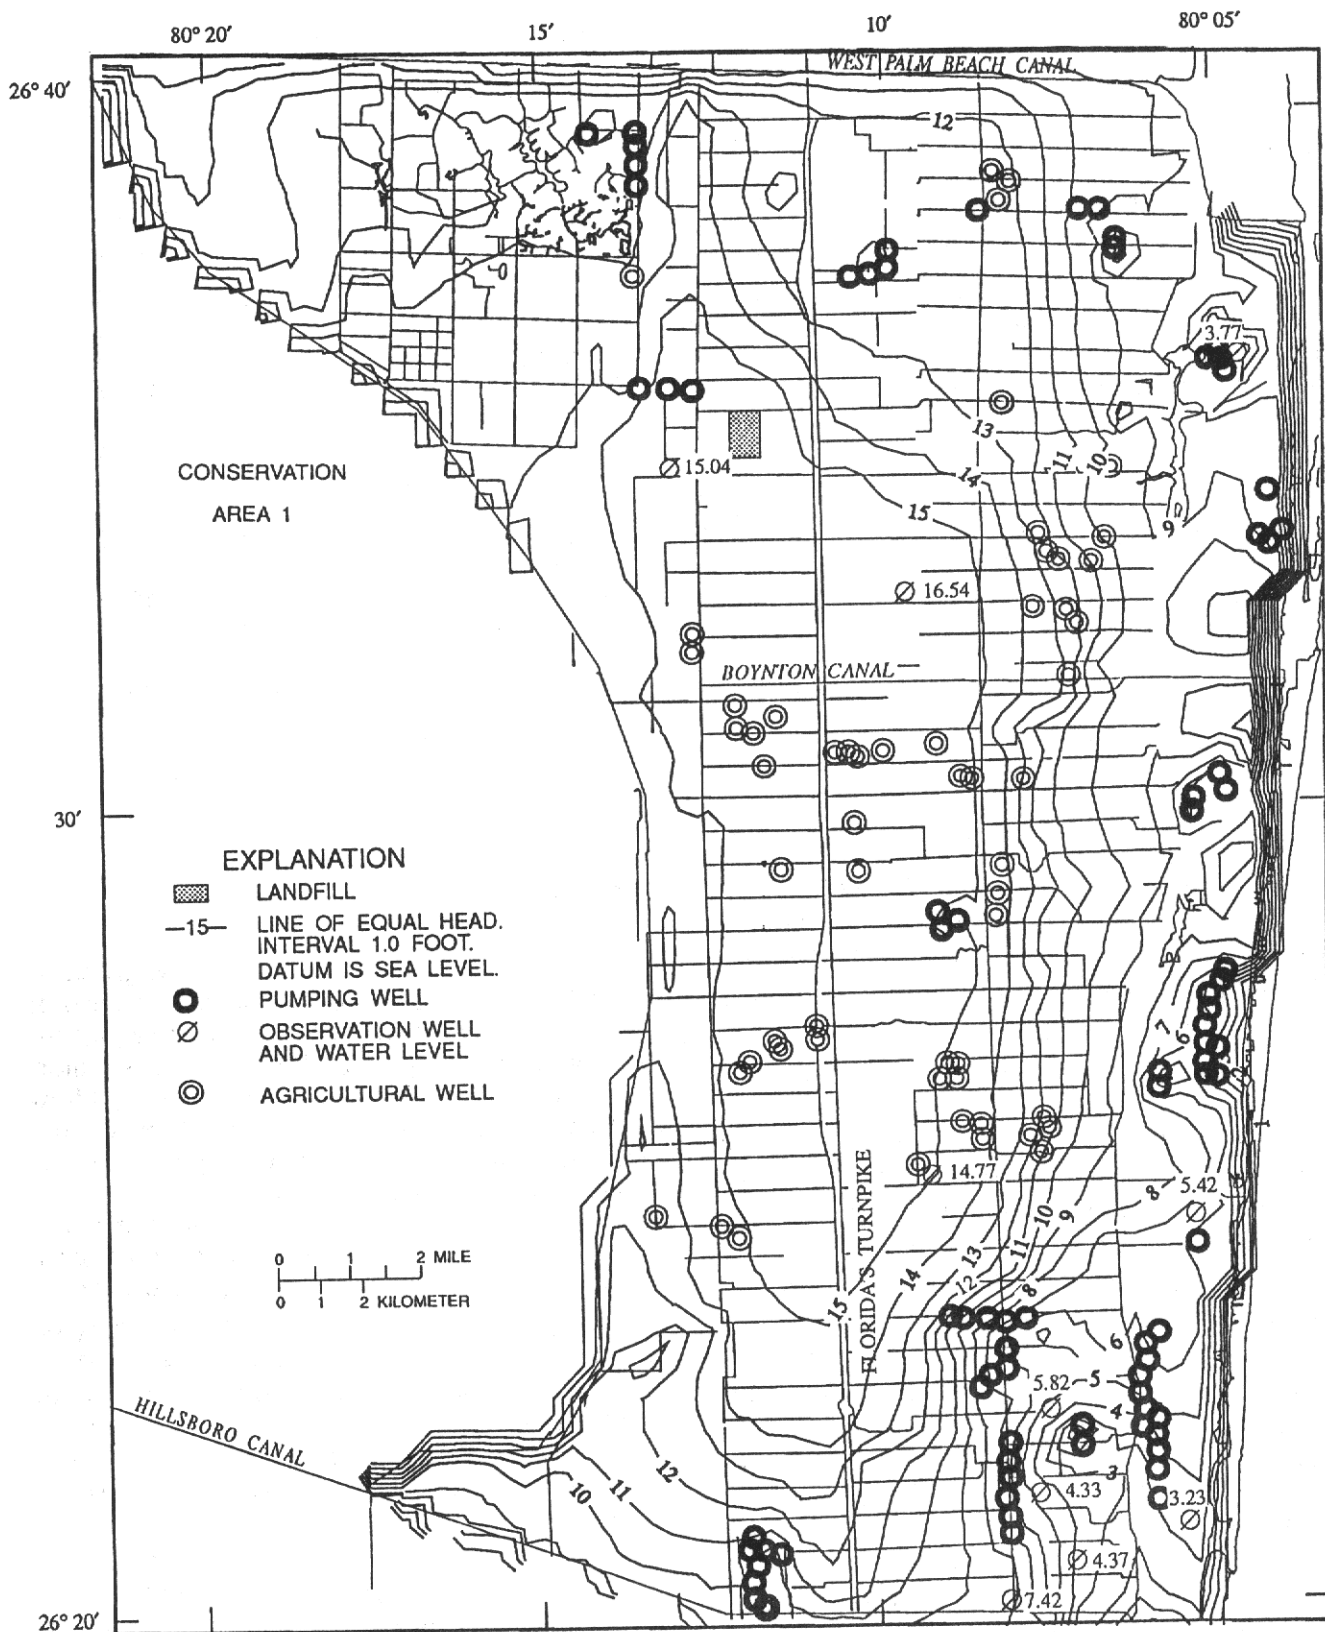 80° 20′ 15′ 10′ 80° 05′
26° 40′
WEST PALM BEACH CANAL
12
3.77
13
11
10
14
15.04
15
9
CONSERVATION
AREA 1
16.54
BOYNTON CANAL
30′
EXPLANATION
LANDFILL
—15— LINE OF EQUAL HEAD.
INTERVAL 1.0 FOOT.
DATUM IS SEA LEVEL.
PUMPING WELL
OBSERVATION WELL
AND WATER LEVEL
AGRICULTURAL WELL
7
6
14.77
8
5.42
10
9
FLORIDA'S TURNPIKE
0 1 2 MILE
0 1 2 KILOMETER
14
13
12
11
8
15
6
5.82
5
4
HILLSBORO CANAL
12
11
10
3
4.33
3.23
4.37
7.42
26° 20′